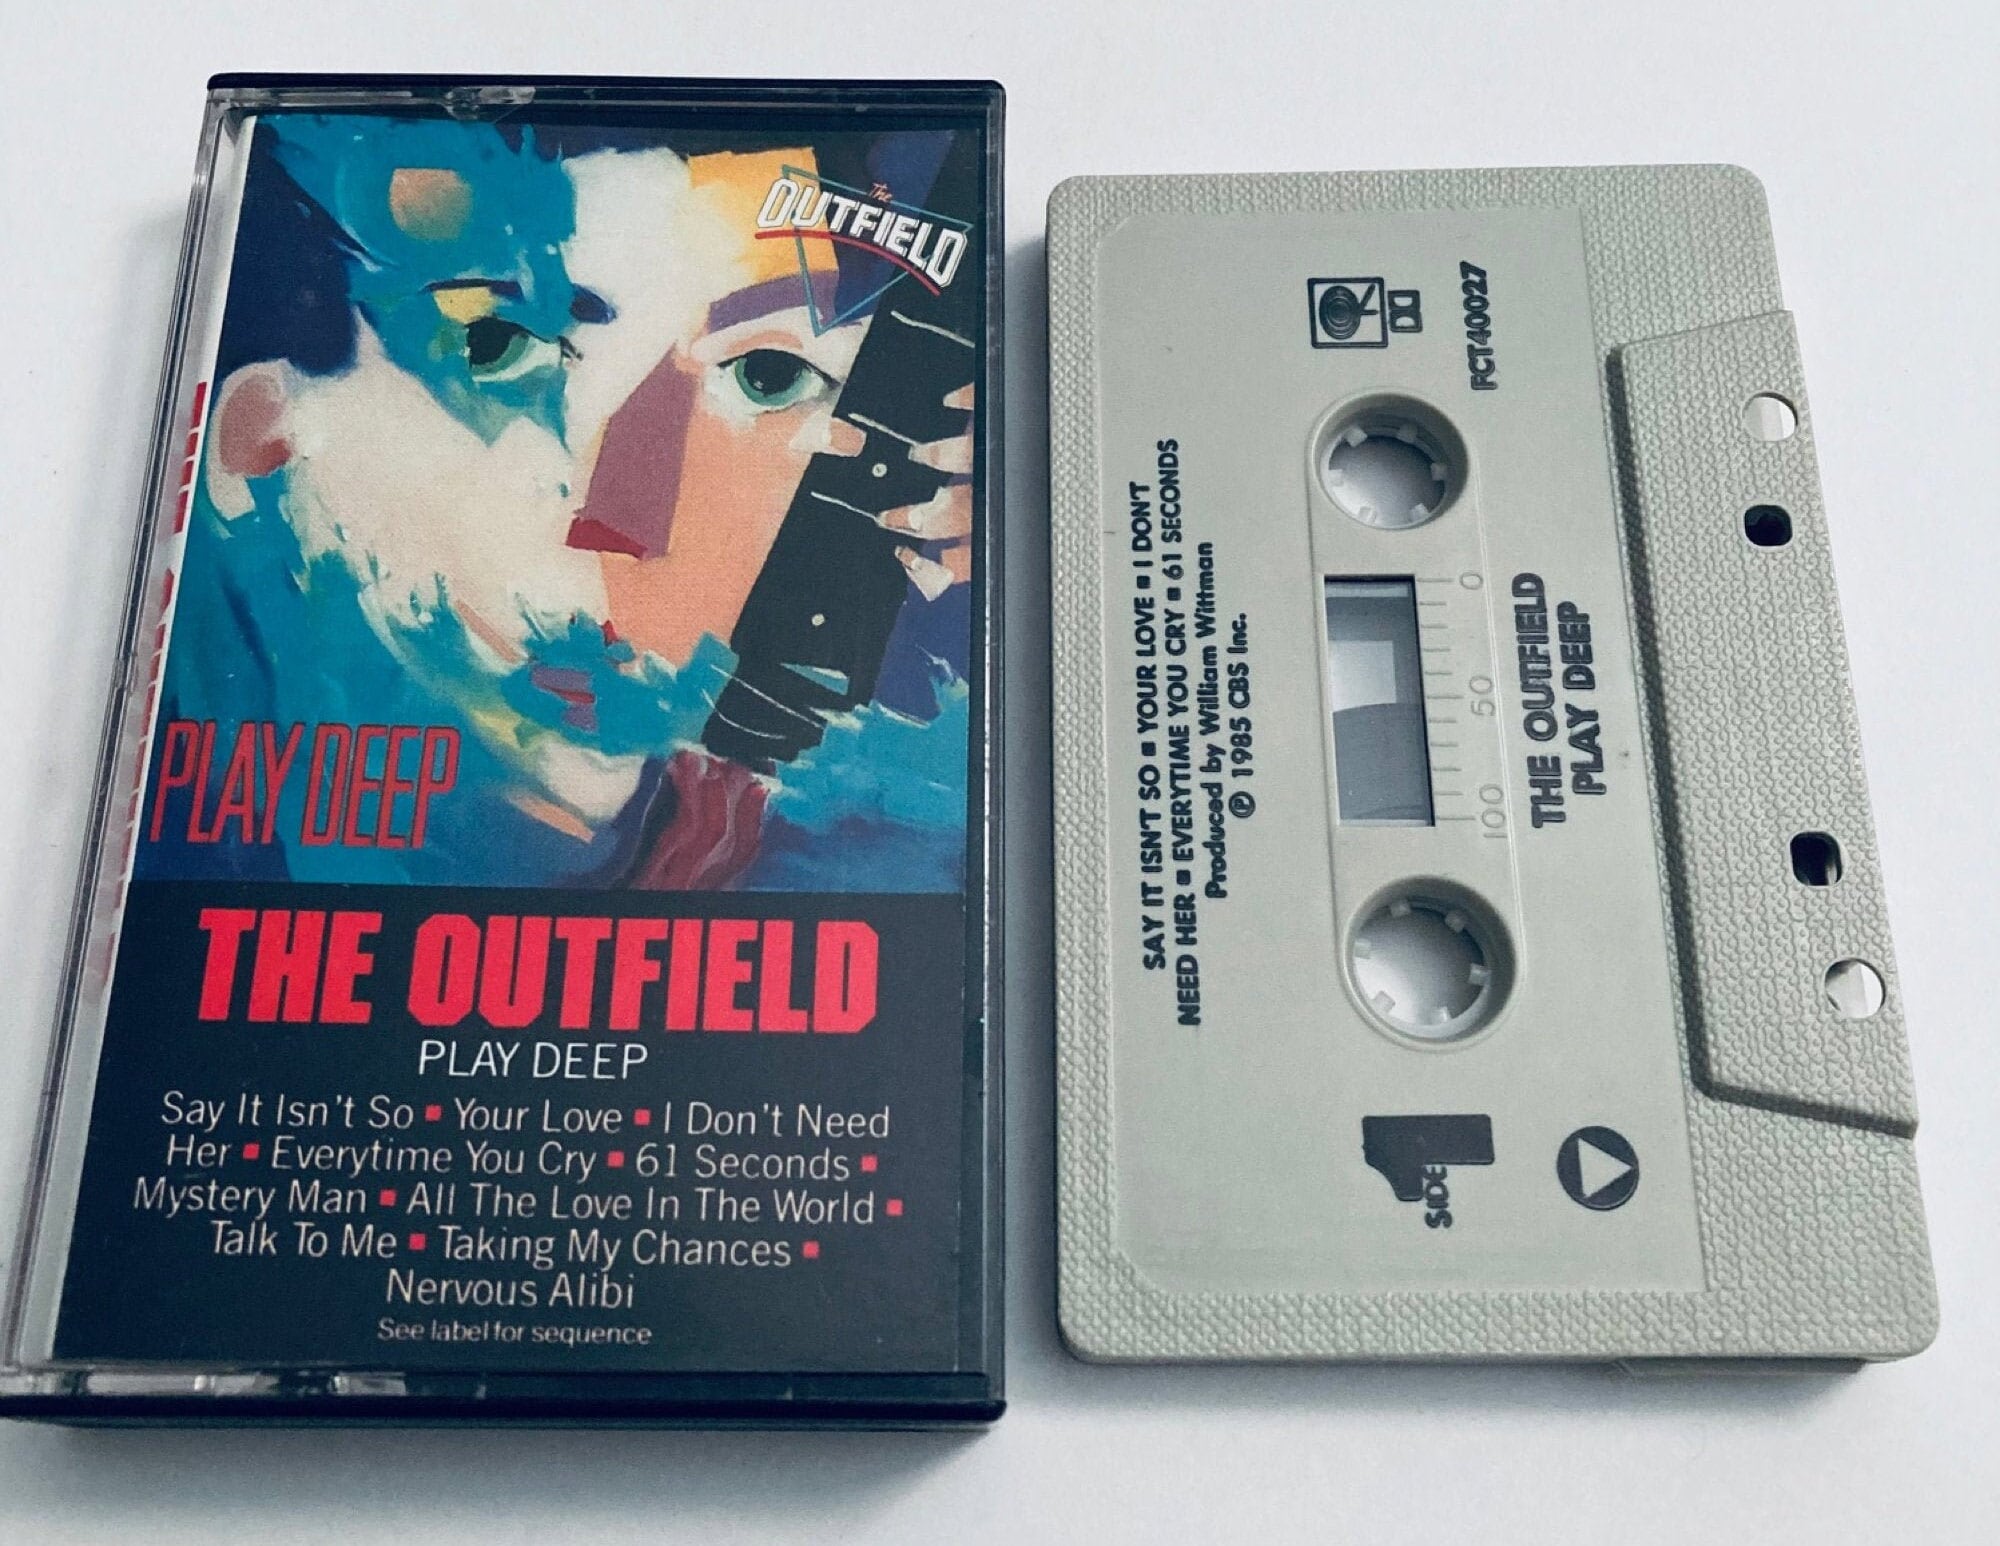 The
OUTFIELD
PLAY DEEP
THE OUTFIELD
PLAY DEEP
Say It Isn't So ▪ Your Love ▪ I Don't Need
Her ▪ Everytime You Cry ▪ 61 Seconds ▪
Mystery Man ▪ All The Love In The World ▪
Talk To Me ▪ Taking My Chances ▪
Nervous Alibi
See label for sequence
SAY IT ISN'T SO ▪ YOUR LOVE ▪ I DON'T
NEED HER ▪ EVERYTIME YOU CRY ▪ 61 SECONDS
Produced by William Wittman
℗ 1985 CBS Inc.
100 50 0
THE OUTFIELD
PLAY DEEP
FCT40027
SIDE 1